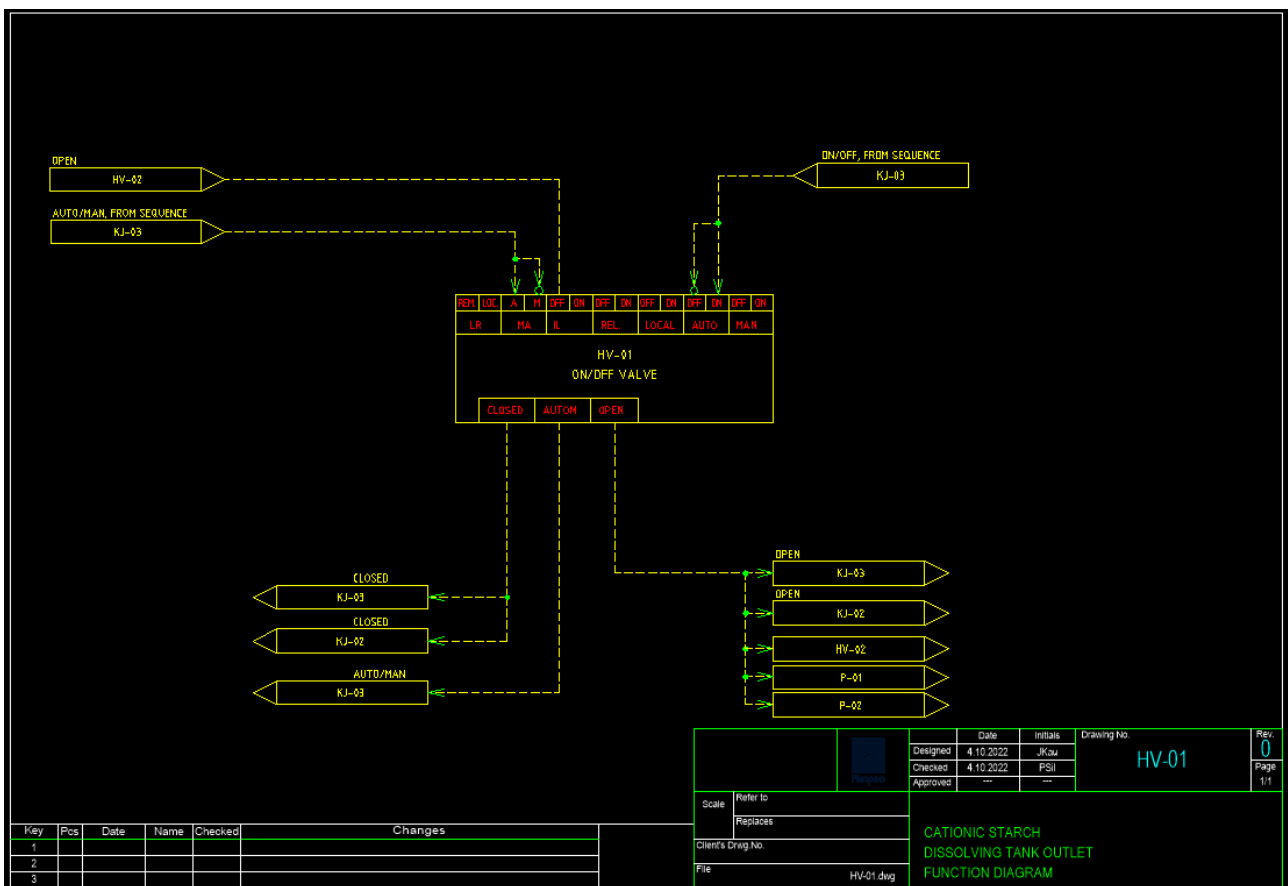 OPEN
HV-02
AUTO/MAN, FROM SEQUENCE
KJ-03
ON/OFF, FROM SEQUENCE
KJ-03
REM. LOC. A M OFF ON OFF ON OFF ON OFF ON OFF ON
LR MA IL REL. LOCAL AUTO MAN
HV-01
ON/OFF VALVE
CLOSED AUTOM OPEN
CLOSED
KJ-03
CLOSED
KJ-02
AUTO/MAN
KJ-03
OPEN
KJ-03
OPEN
KJ-02
HV-02
P-01
P-02
Date Initials
Designed 4.10.2022 JKau
Checked 4.10.2022 PSil
Approved --- ---
Drawing No.
HV-01
Rev.
0
Page
1/1
Scale
Refer to
Replaces
Client's Drwg.No.
File HV-01.dwg
CATIONIC STARCH
DISSOLVING TANK OUTLET
FUNCTION DIAGRAM
Key Pcs Date Name Checked Changes
1
2
3